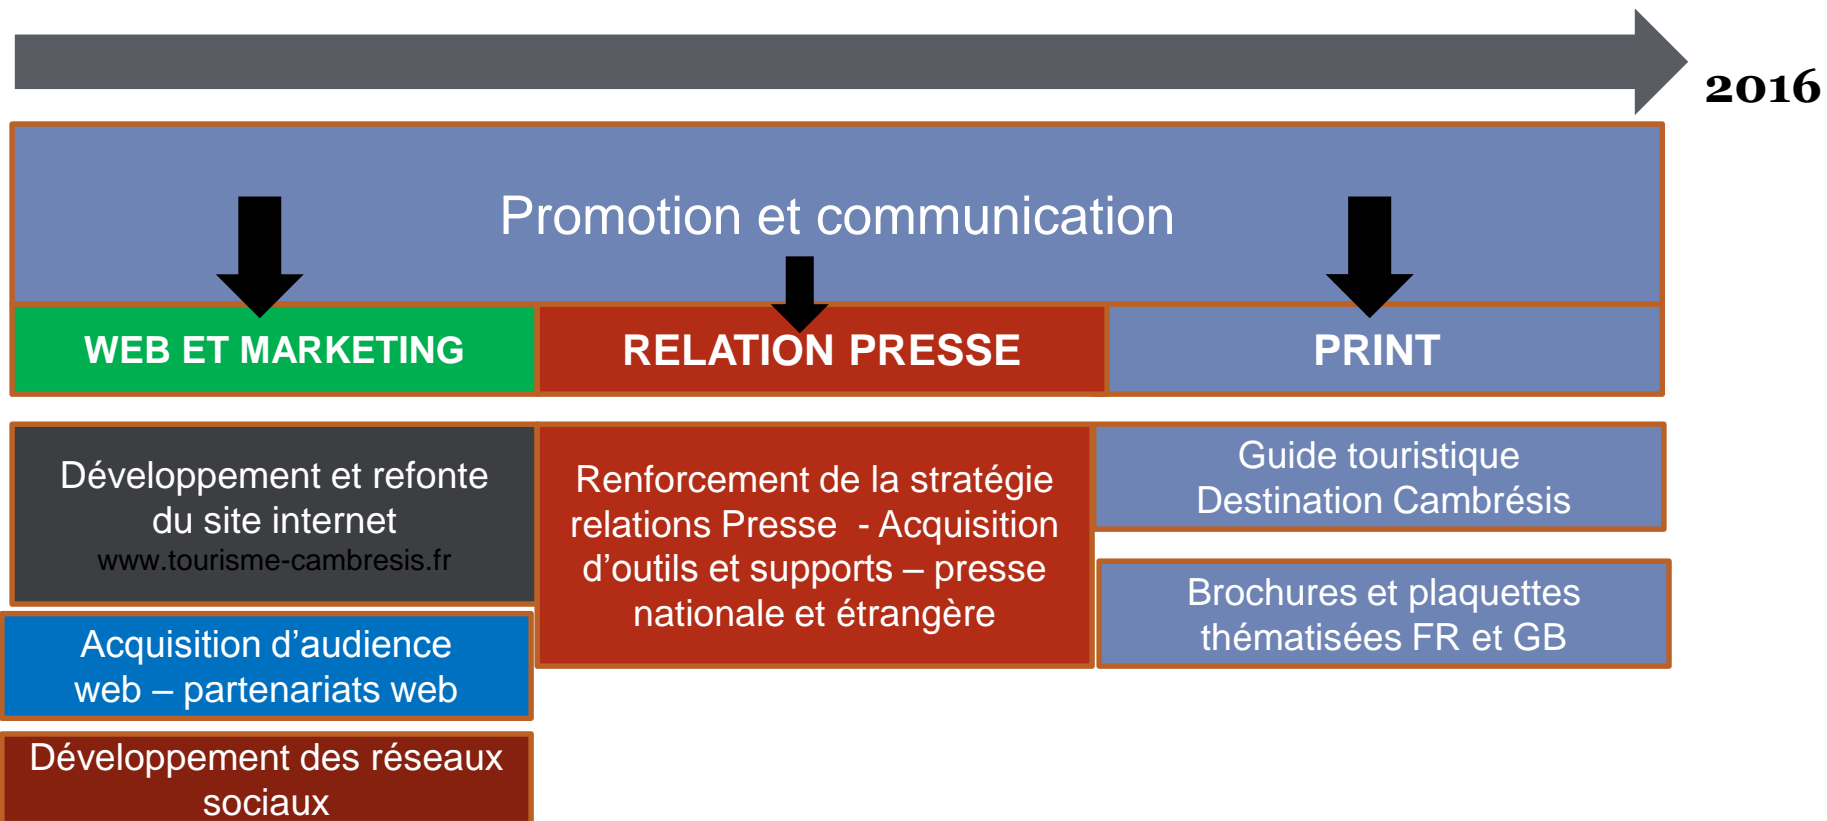 2016
Promotion et communication
WEB ET MARKETING
RELATION PRESSE
PRINT
Développement et refonte
du site internet
www.tourisme-cambresis.fr
Acquisition d’audience
web – partenariats web
Développement des réseaux
sociaux
Renforcement de la stratégie
relations Presse - Acquisition
d’outils et supports – presse
nationale et étrangère
Guide touristique
Destination Cambrésis
Brochures et plaquettes
thématisées FR et GB